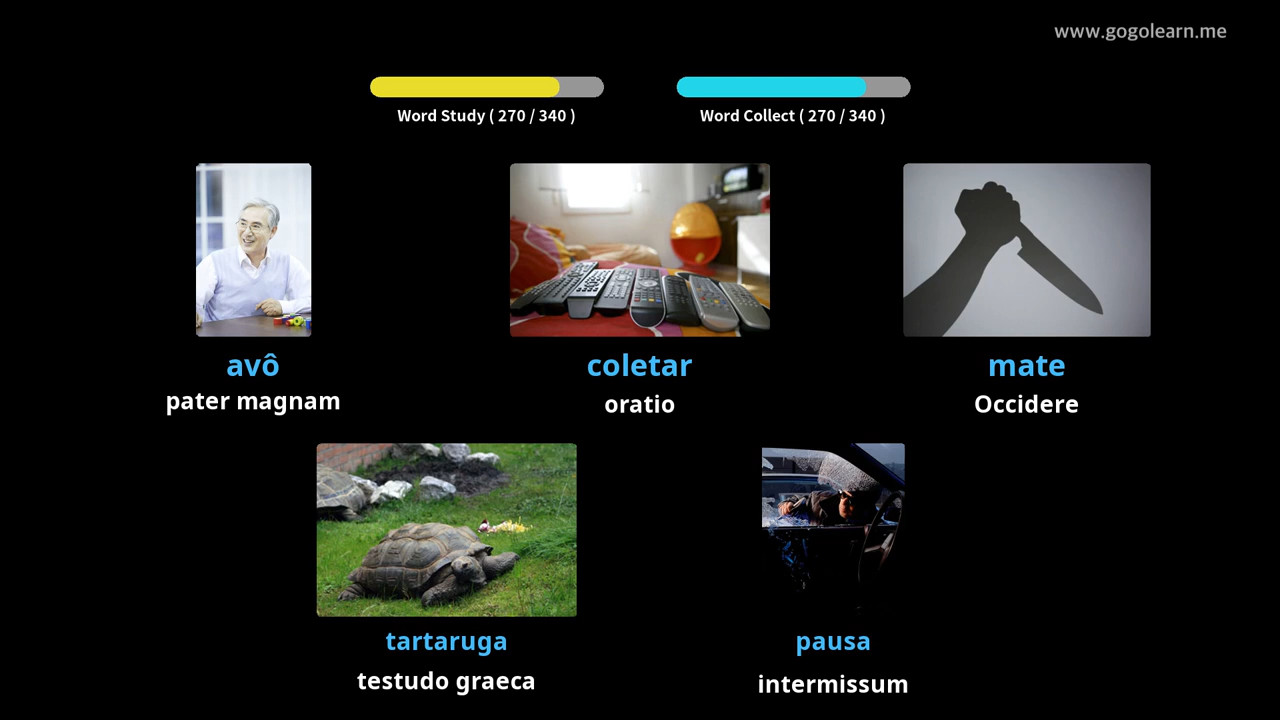 www.gogolearn.me
Word Study ( 270 / 340 )
Word Collect ( 270 / 340 )
avô
coletar
mate
pater magnam
oratio
Occidere
tartaruga
pausa
testudo graeca
intermissum